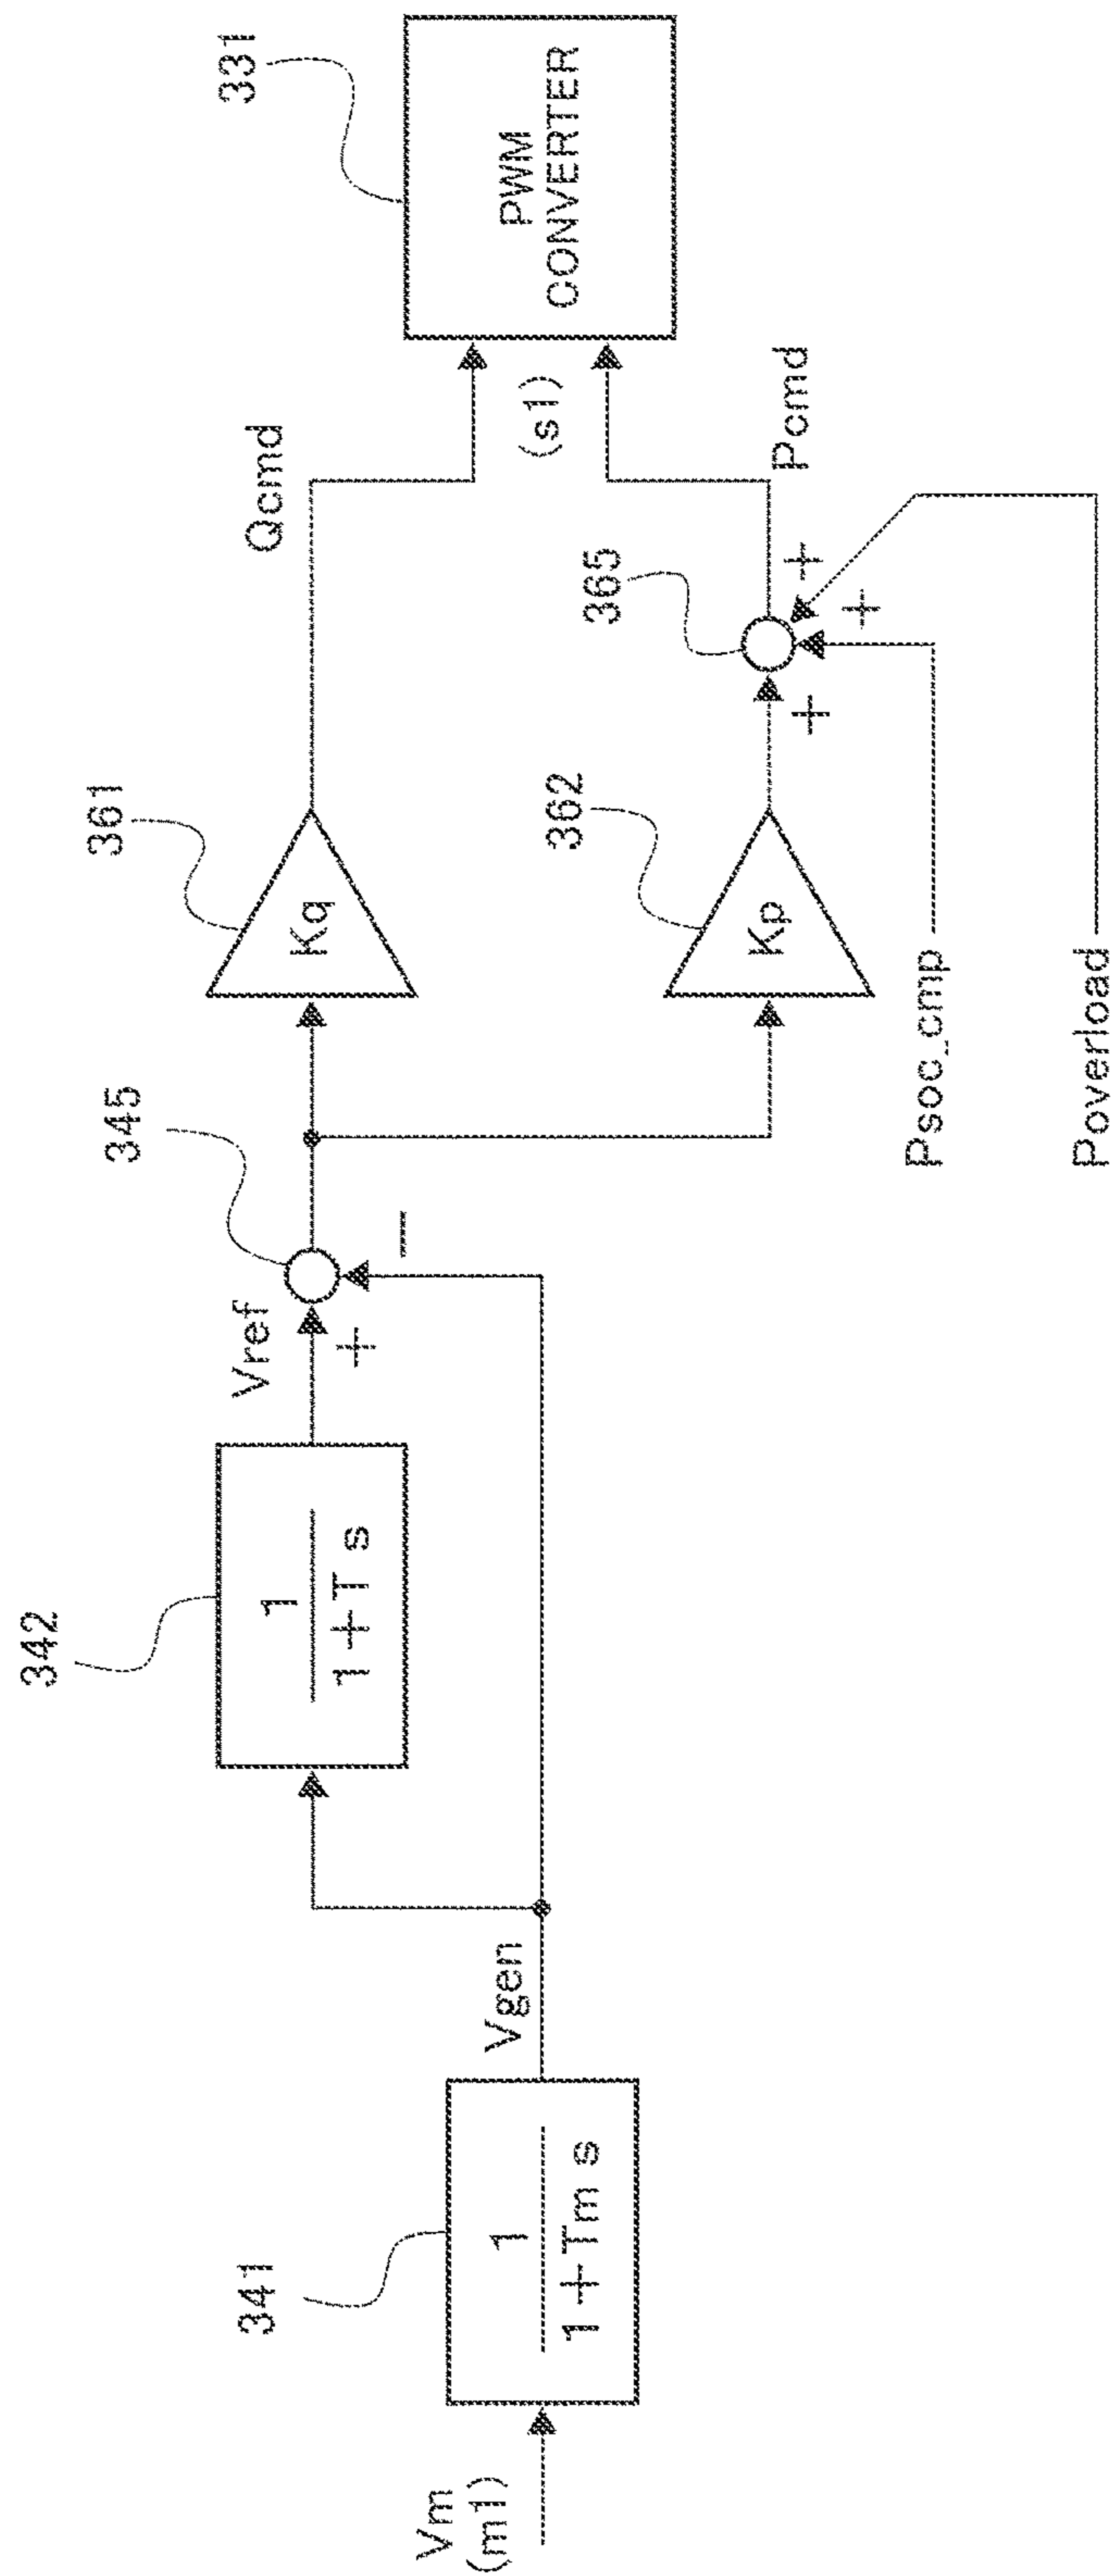 Vm
(m1)
341
1
1+Tm s
Vgen
342
1
1+T s
Vref
+
−
345
361
Kq
Qcmd
362
Kp
+
+
+
365
Psoc_cmp
Poverload
Pcmd
(s1)
331
PWM
CONVERTER